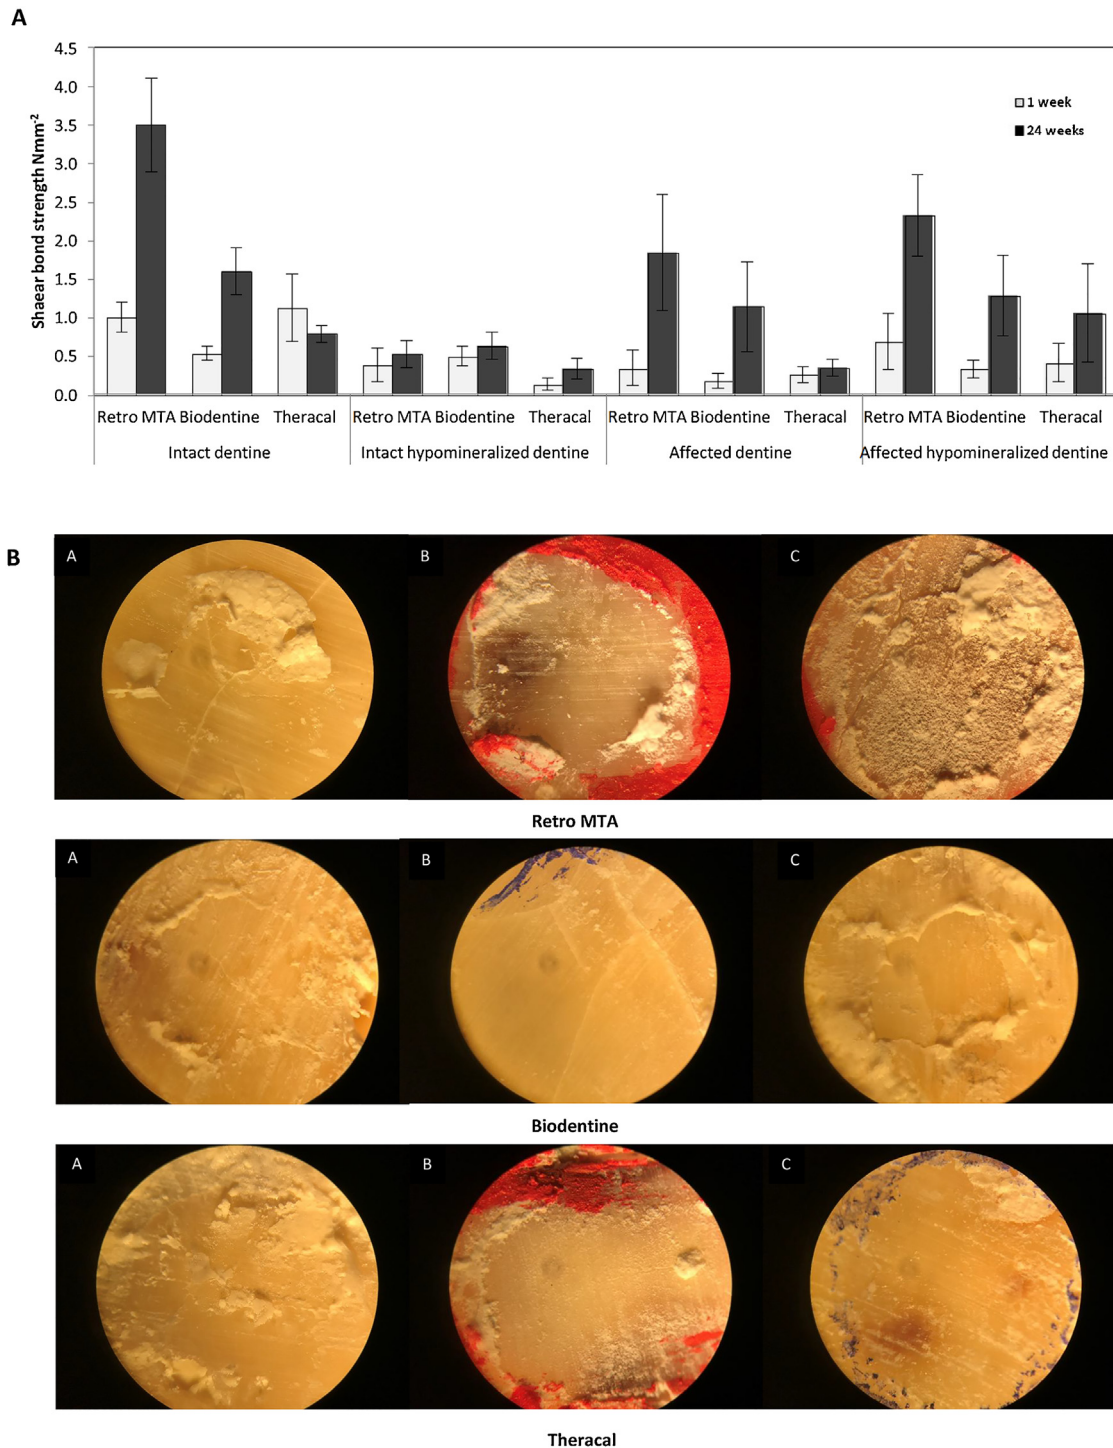 A
Shaear bond strength Nmm-2
4.5
4.0
3.5
3.0
2.5
2.0
1.5
1.0
0.5
0.0
1 week
24 weeks
Retro MTA Biodentine Theracal Retro MTA Biodentine Theracal Retro MTA Biodentine Theracal Retro MTA Biodentine Theracal
Intact dentine Intact hypomineralized dentine Affected dentine Affected hypomineralized dentine
B
A B C
Retro MTA
A B C
Biodentine
A B C
Theracal